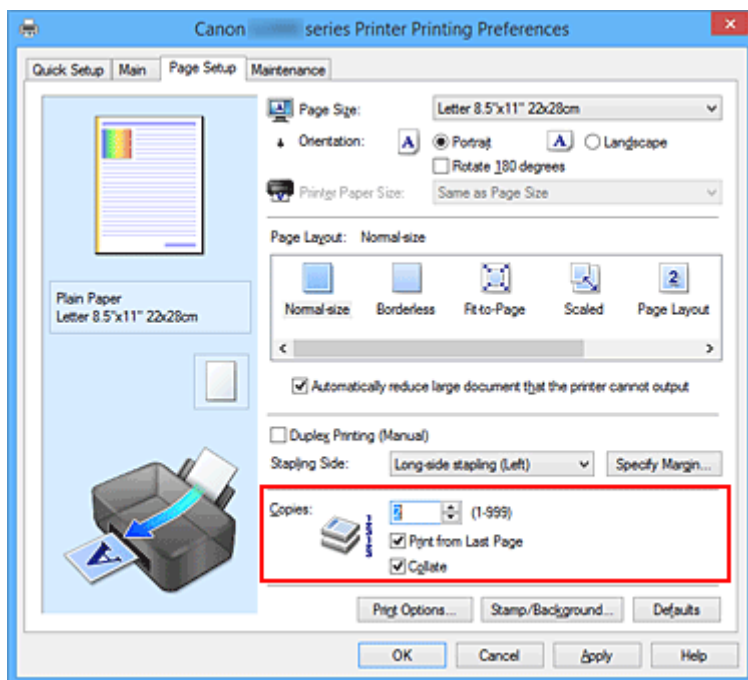 Canon series Printer Printing Preferences
Quick Setup Main Page Setup Maintenance
Page Size: Letter 8.5"x11" 22x28cm
Orientation: A Portrait A Landscape
Rotate 180 degrees
Printer Paper Size: Same as Page Size
Page Layout: Normal-size
2
Normal-size Borderless Fit-to-Page Scaled Page Layout
Plain Paper
Letter 8.5"x11" 22x28cm
Automatically reduce large document that the printer cannot output
Duplex Printing (Manual)
Stapling Side: Long-side stapling (Left) Specify Margin...
Copies: 2 (1-999)
Print from Last Page
Collate
A
Print Options... Stamp/Background... Defaults
OK Cancel Apply Help